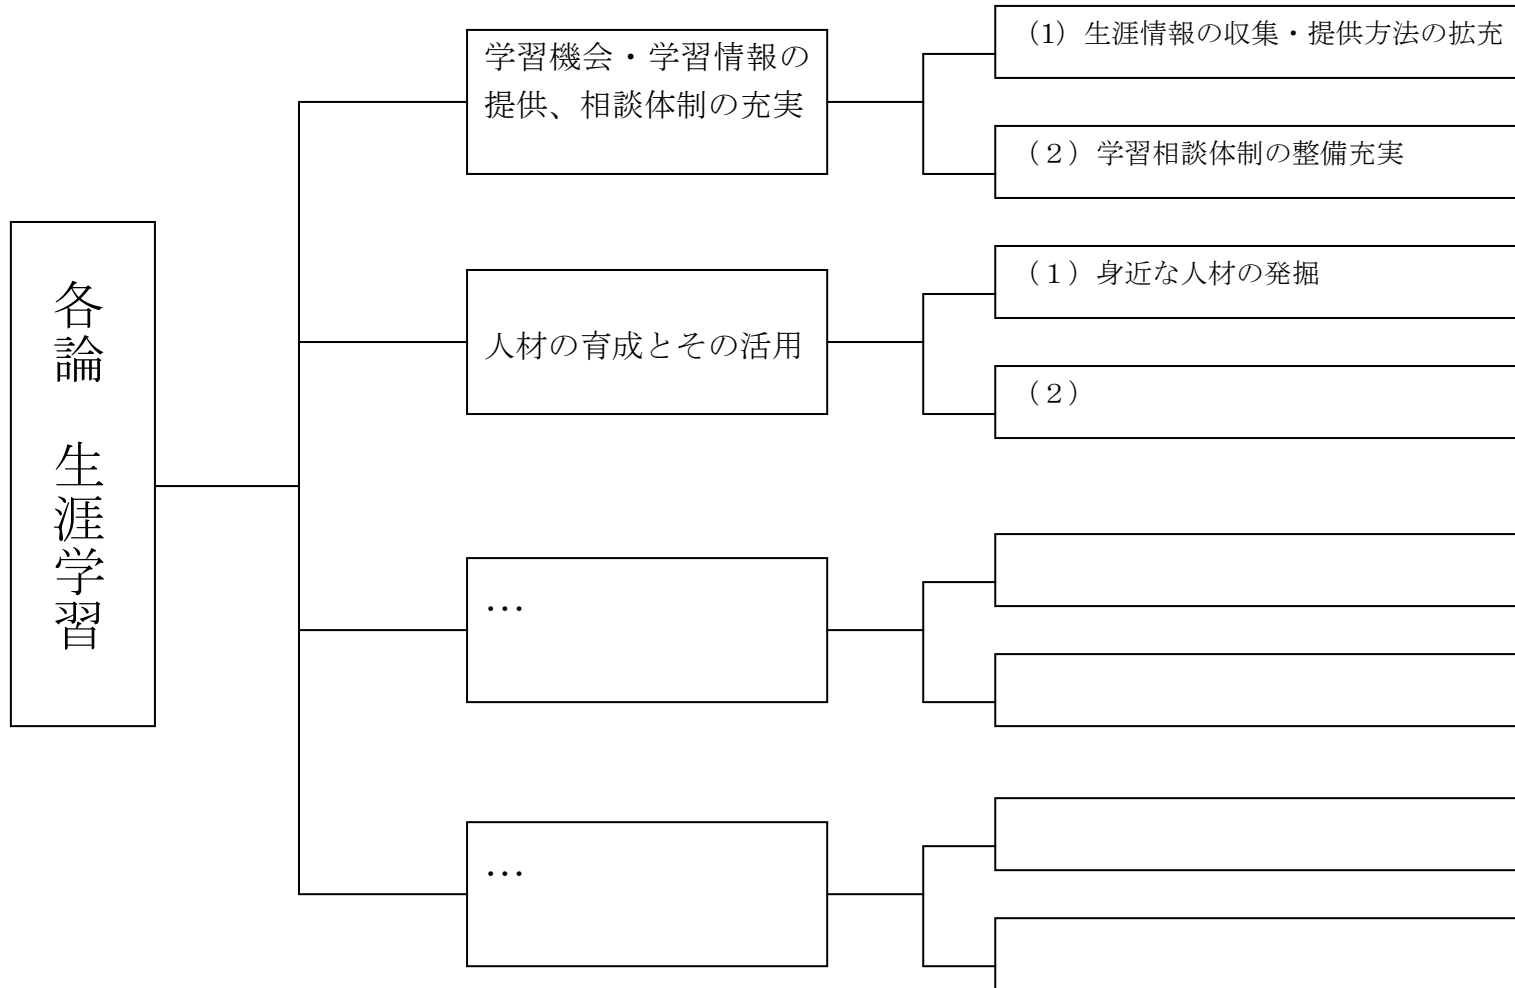 各論 生涯学習
学習機会・学習情報の
提供、相談体制の充実
(1) 生涯情報の収集・提供方法の拡充
(２) 学習相談体制の整備充実
人材の育成とその活用
(１) 身近な人材の発掘
(２)
…
…